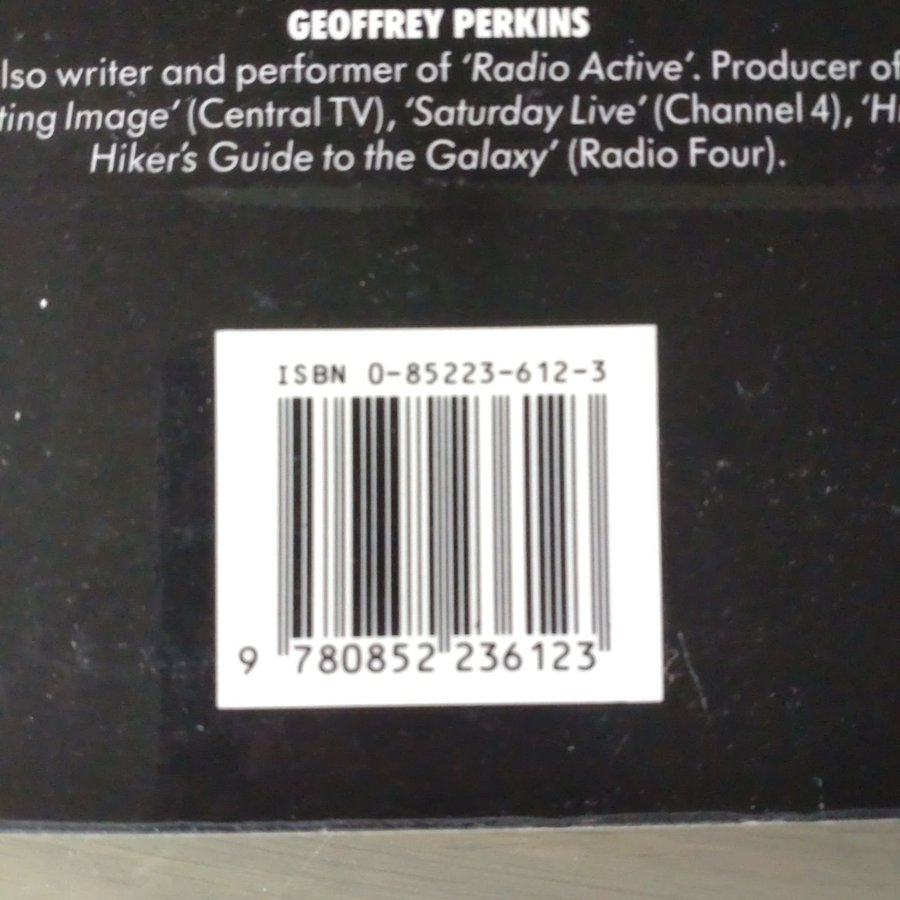 GEOFFREY PERKINS
lso writer and performer of 'Radio Active'. Producer of
ting Image' (Central TV), 'Saturday Live' (Channel 4), 'Hi
Hiker's Guide to the Galaxy' (Radio Four).
ISBN 0-85223-612-3
9 780852 236123